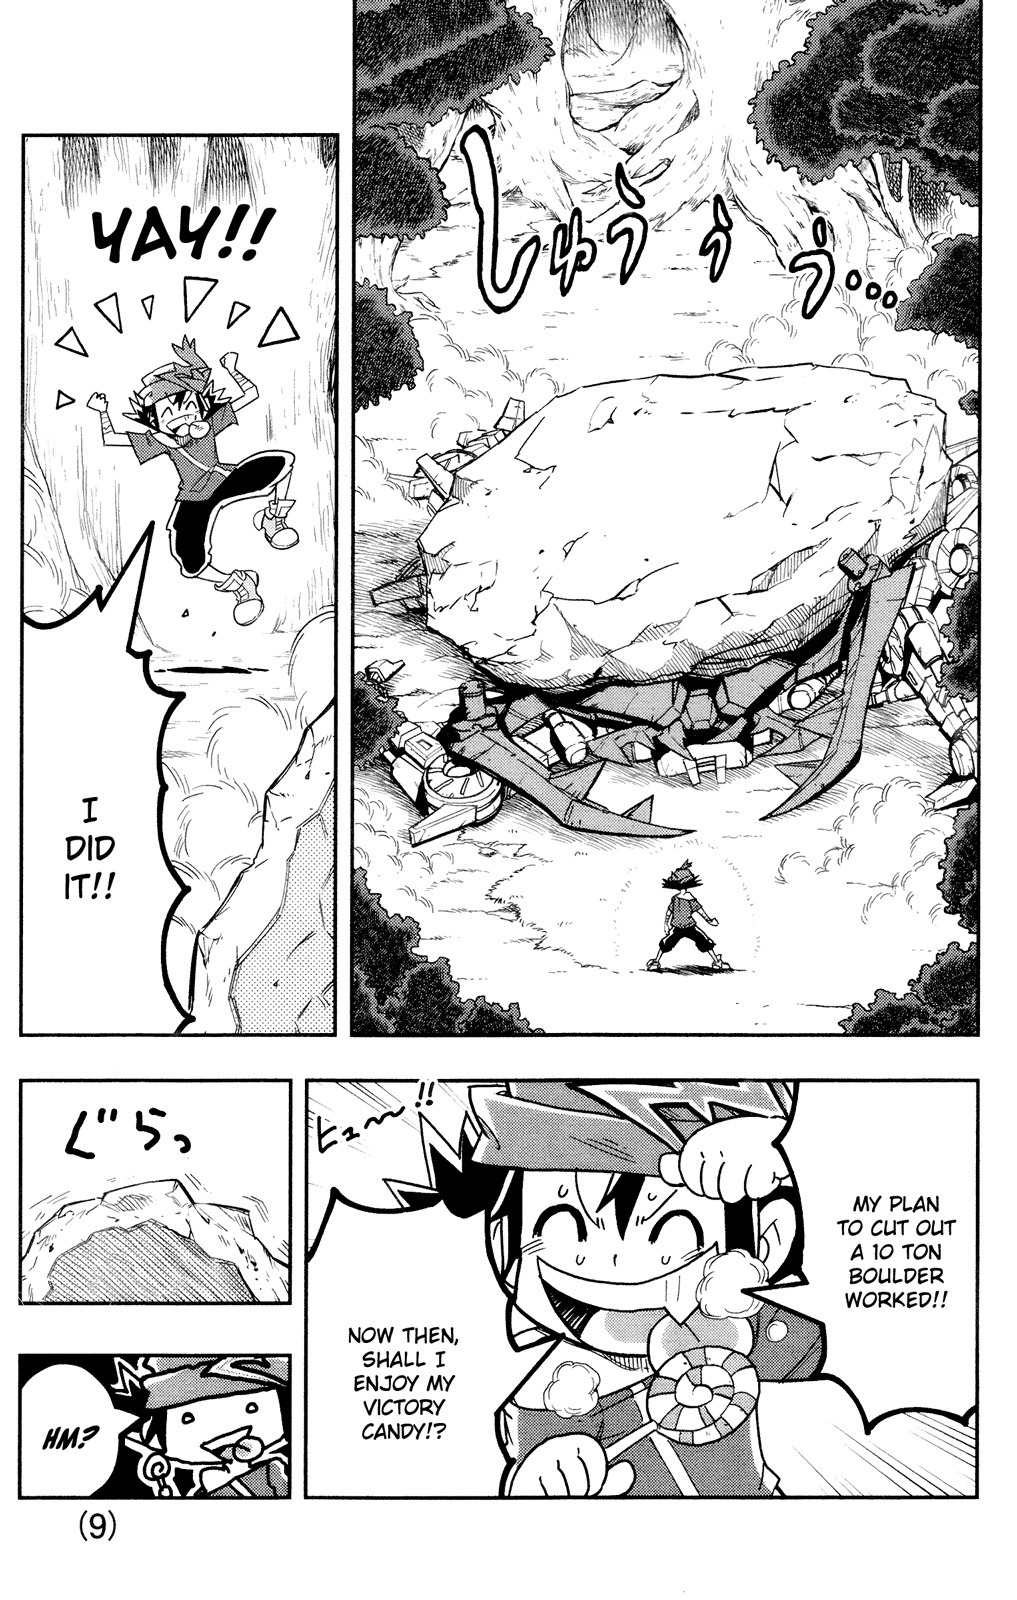 しゅうぅぅ...
YAY!!
I
DID
IT!!
MY PLAN
TO CUT OUT
A 10 TON
BOULDER
WORKED!!
ヒュ〜〜!!
NOW THEN,
SHALL I
ENJOY MY
VICTORY
CANDY!?
ぐらっ
HM?
(9)